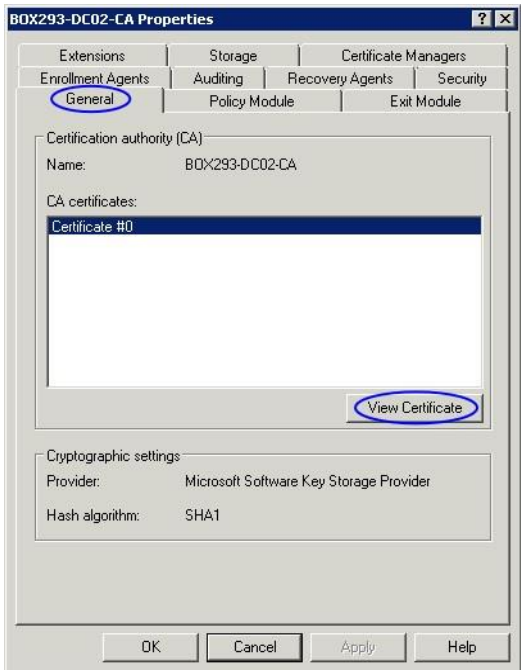 BOX293-DC02-CA Properties
Extensions Storage Certificate Managers
Enrollment Agents Auditing Recovery Agents Security
General Policy Module Exit Module
Certification authority (CA)
Name: BOX293-DC02-CA
CA certificates:
Certificate #0
View Certificate
Cryptographic settings
Provider: Microsoft Software Key Storage Provider
Hash algorithm: SHA1
OK Cancel Apply Help